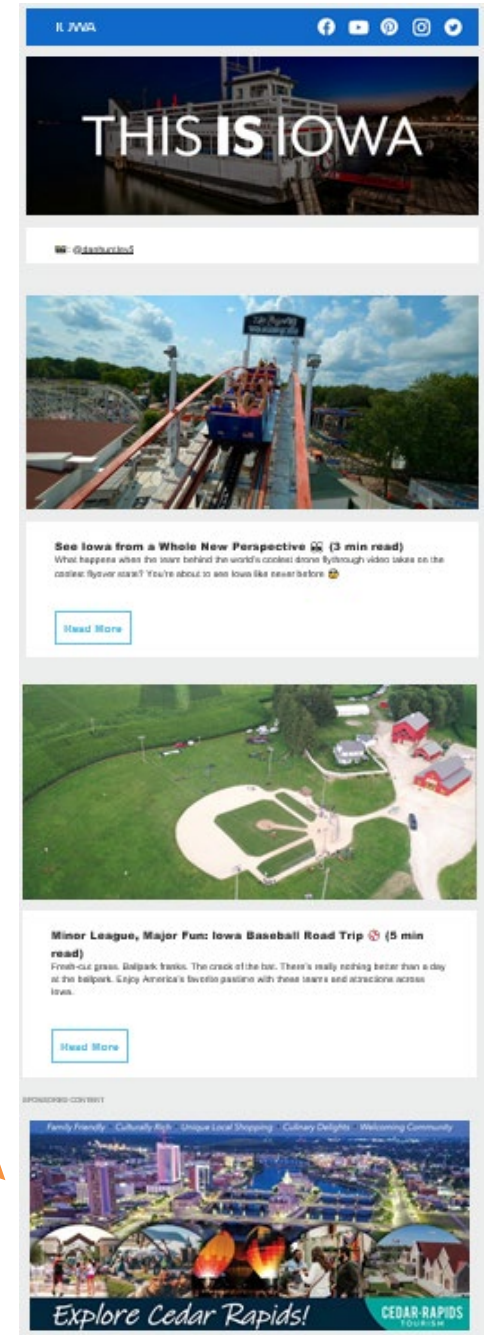 THIS IS IOWA
: @danhuntley5
See Iowa from a Whole New Perspective 👀 (3 min read)
What happens when the team behind the world's coolest drone flythrough video takes on the
coolest flyover state? You're about to see Iowa like never before 🤯
Read More
Minor League, Major Fun: Iowa Baseball Road Trip ⚾ (5 min
read)
Fresh-cut grass. Ballpark franks. The crack of the bat. There's really nothing better than a day
at the ballpark. Enjoy America's favorite pastime with these teams and attractions across
Iowa.
Read More
SPONSORED CONTENT
Family Friendly · Culturally Rich · Unique Local Shopping · Culinary Delights · Welcoming Community
Explore Cedar Rapids!
CEDAR RAPIDS
TOURISM